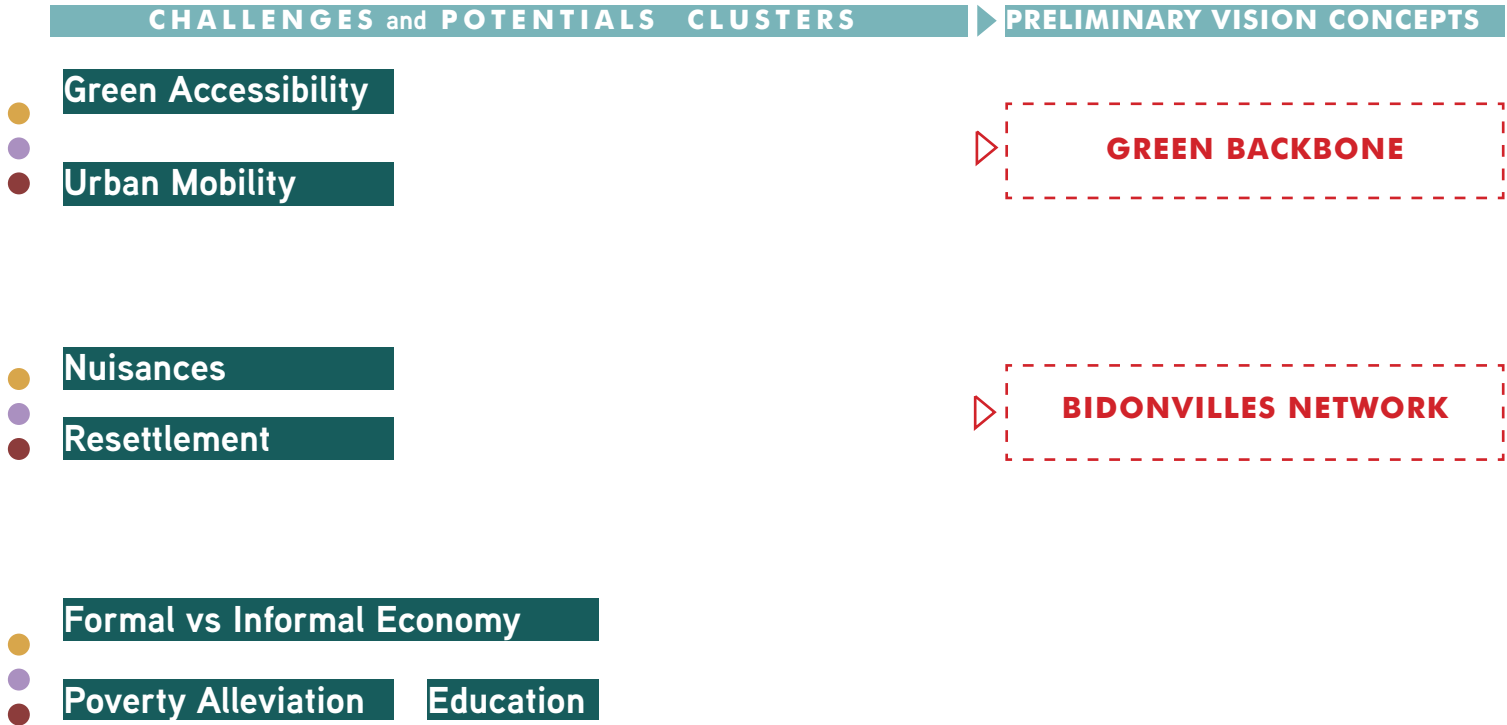 CHALLENGES and POTENTIALS CLUSTERS
PRELIMINARY VISION CONCEPTS
Green Accessibility
Urban Mobility
GREEN BACKBONE
Nuisances
Resettlement
BIDONVILLES NETWORK
Formal vs Informal Economy
Poverty Alleviation
Education